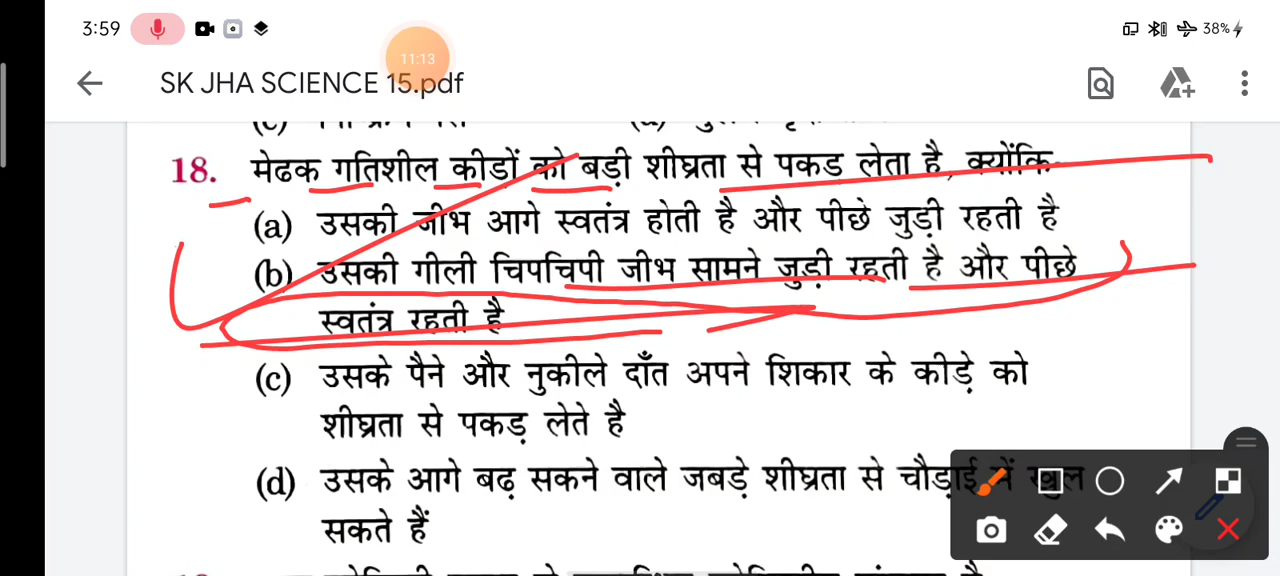 3:59
38%
11:13
SK JHA SCIENCE 15.pdf
18. मेढक गतिशील कीडों को बड़ी शीघ्रता से पकड लेता है, क्योंकि
(a) उसकी जीभ आगे स्वतंत्र होती है और पीछे जुड़ी रहती है
(b) उसकी गीली चिपचिपी जीभ सामने जुड़ी रहती है और पीछे
स्वतंत्र रहती है
(c) उसके पैने और नुकीले दाँत अपने शिकार के कीड़े को
शीघ्रता से पकड़ लेते है
(d) उसके आगे बढ़ सकने वाले जबड़े शीघ्रता से चौड़ाई में खुल
सकते हैं